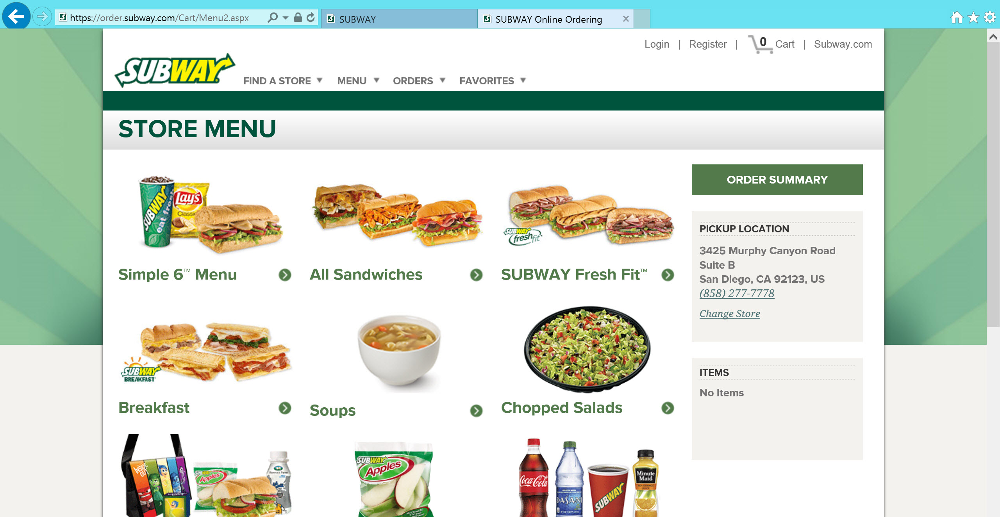 https://order.subway.com/Cart/Menu2.aspx
SUBWAY
SUBWAY Online Ordering
Login | Register | 0 Cart | Subway.com
SUBWAY
FIND A STORE
MENU
ORDERS
FAVORITES
STORE MENU
SUBWAY
eat fresh
Lay's
Classic
SUBWAY
fresh fit
Simple 6™ Menu
All Sandwiches
SUBWAY Fresh Fit™
SUBWAY
BREAKFAST
Breakfast
Soups
Chopped Salads
INSIDE OUT
SUBWAY
Apples
SUBWAY
Apples
Coca-Cola
DASANI
SUBWAY
Minute
Maid
ORDER SUMMARY
PICKUP LOCATION
3425 Murphy Canyon Road
Suite B
San Diego, CA 92123, US
(858) 277-7778
Change Store
ITEMS
No Items